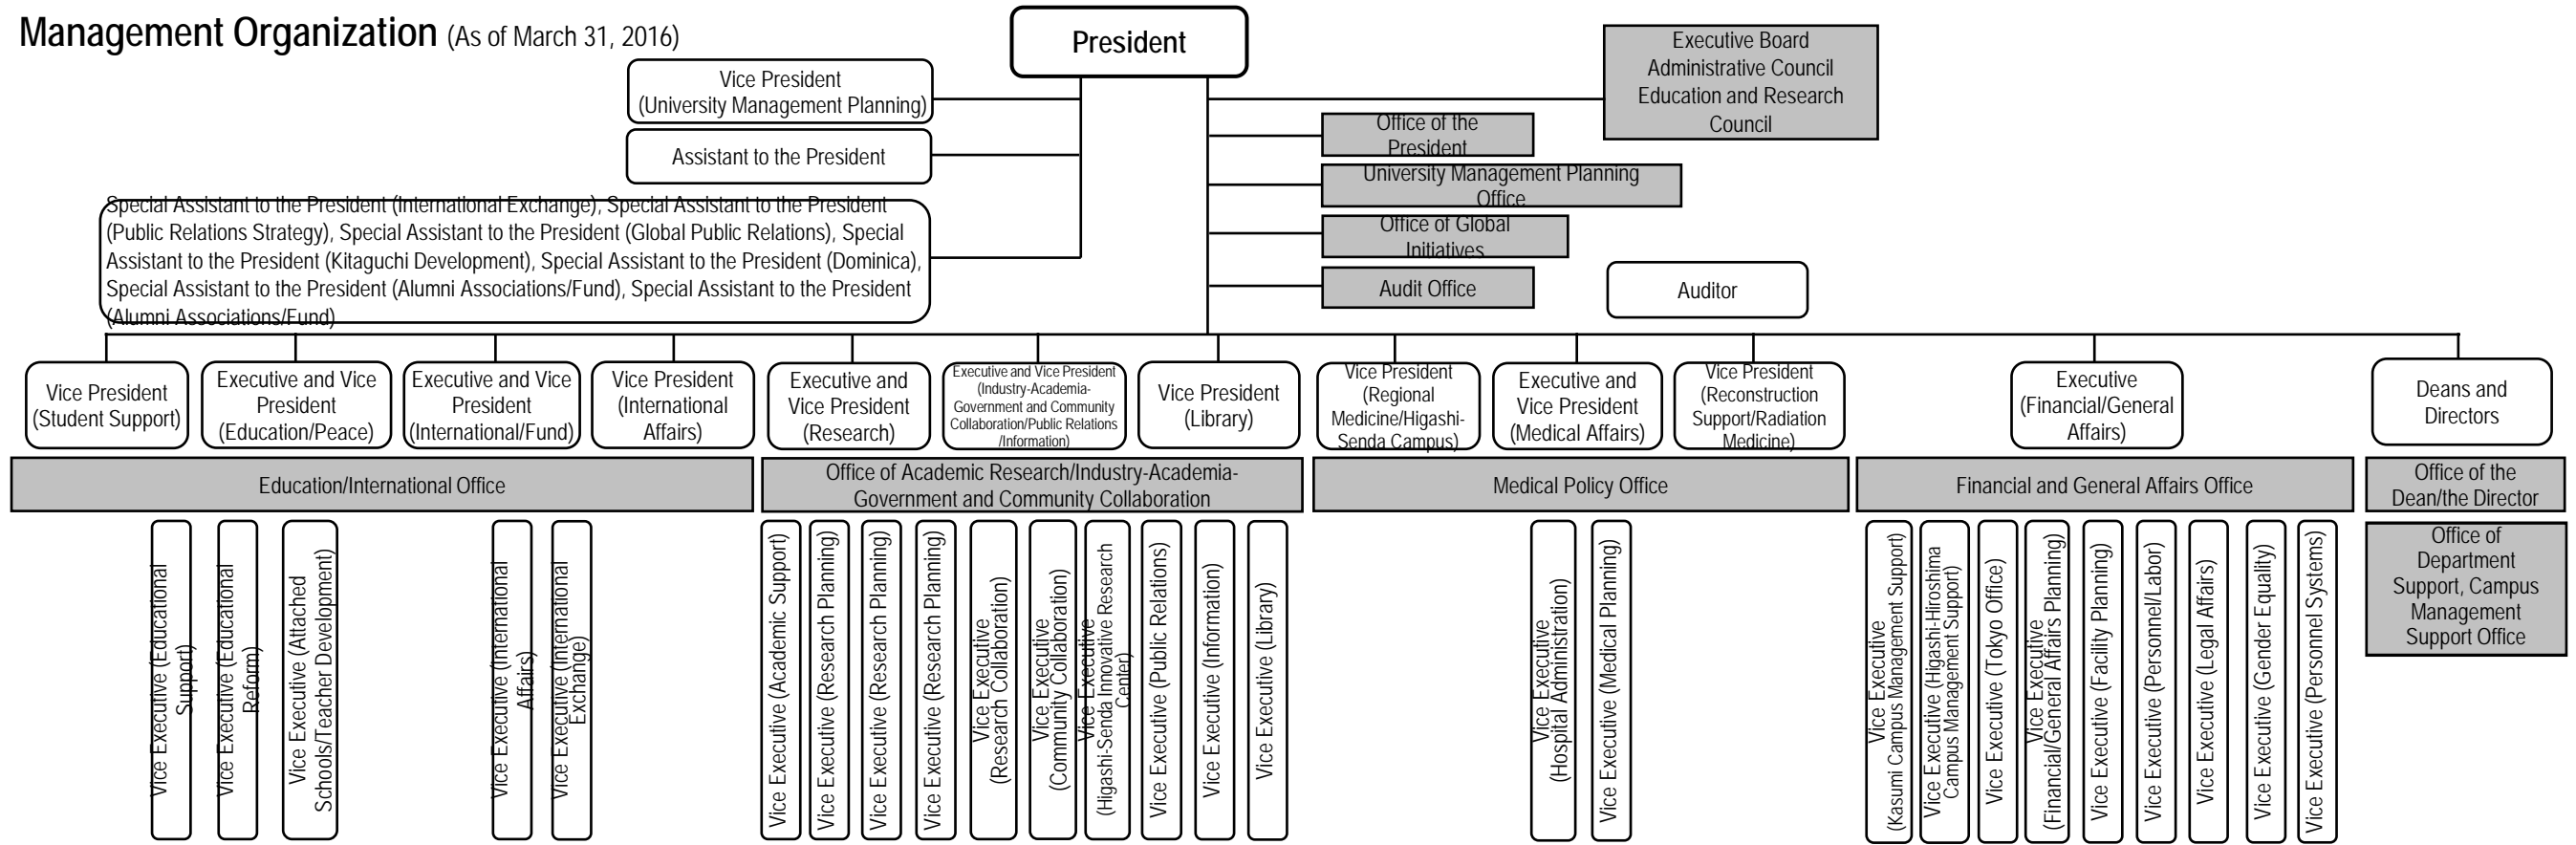 Management Organization (As of March 31, 2016)
President
Executive Board
Administrative Council
Education and Research
Council
Vice President
(University Management Planning)
Assistant to the President
Special Assistant to the President (International Exchange), Special Assistant to the President
(Public Relations Strategy), Special Assistant to the President (Global Public Relations), Special
Assistant to the President (Kitaguchi Development), Special Assistant to the President (Dominica),
Special Assistant to the President (Alumni Associations/Fund), Special Assistant to the President
(Alumni Associations/Fund)
Office of the
President
University Management Planning
Office
Office of Global
Initiatives
Audit Office
Auditor
Vice President
(Student Support)
Executive and Vice
President
(Education/Peace)
Executive and Vice
President
(International/Fund)
Vice President
(International
Affairs)
Executive and
Vice President
(Research)
Executive and Vice President
(Industry-Academia-
Government and Community
Collaboration/Public Relations
/Information)
Vice President
(Library)
Vice President
(Regional
Medicine/Higashi-
Senda Campus)
Executive and
Vice President
(Medical Affairs)
Vice President
(Reconstruction
Support/Radiation
Medicine)
Executive
(Financial/General
Affairs)
Deans and
Directors
Education/International Office
Office of Academic Research/Industry-Academia-
Government and Community Collaboration
Medical Policy Office
Financial and General Affairs Office
Office of the
Dean/the Director
Vice Executive (Educational
Support)
Vice Executive (Educational
Reform)
Vice Executive (Attached
Schools/Teacher Development)
Vice Executive (International
Affairs)
Vice Executive (International
Exchange)
Vice Executive (Academic Support)
Vice Executive (Research Planning)
Vice Executive (Research Planning)
Vice Executive (Research Planning)
Vice Executive
(Research Collaboration)
Vice Executive
(Community Collaboration)
Vice Executive
(Higashi-Senda Innovative Research
Center)
Vice Executive (Public Relations)
Vice Executive (Information)
Vice Executive (Library)
Vice Executive
(Hospital Administration)
Vice Executive (Medical Planning)
Vice Executive
(Kasumi Campus Management Support)
Vice Executive (Higashi-Hiroshima
Campus Management Support)
Vice Executive (Tokyo Office)
Vice Executive
(Financial/General Affairs Planning)
Vice Executive (Facility Planning)
Vice Executive (Personnel/Labor)
Vice Executive (Legal Affairs)
Vice Executive (Gender Equality)
Vice Executive (Personnel Systems)
Office of
Department
Support, Campus
Management
Support Office